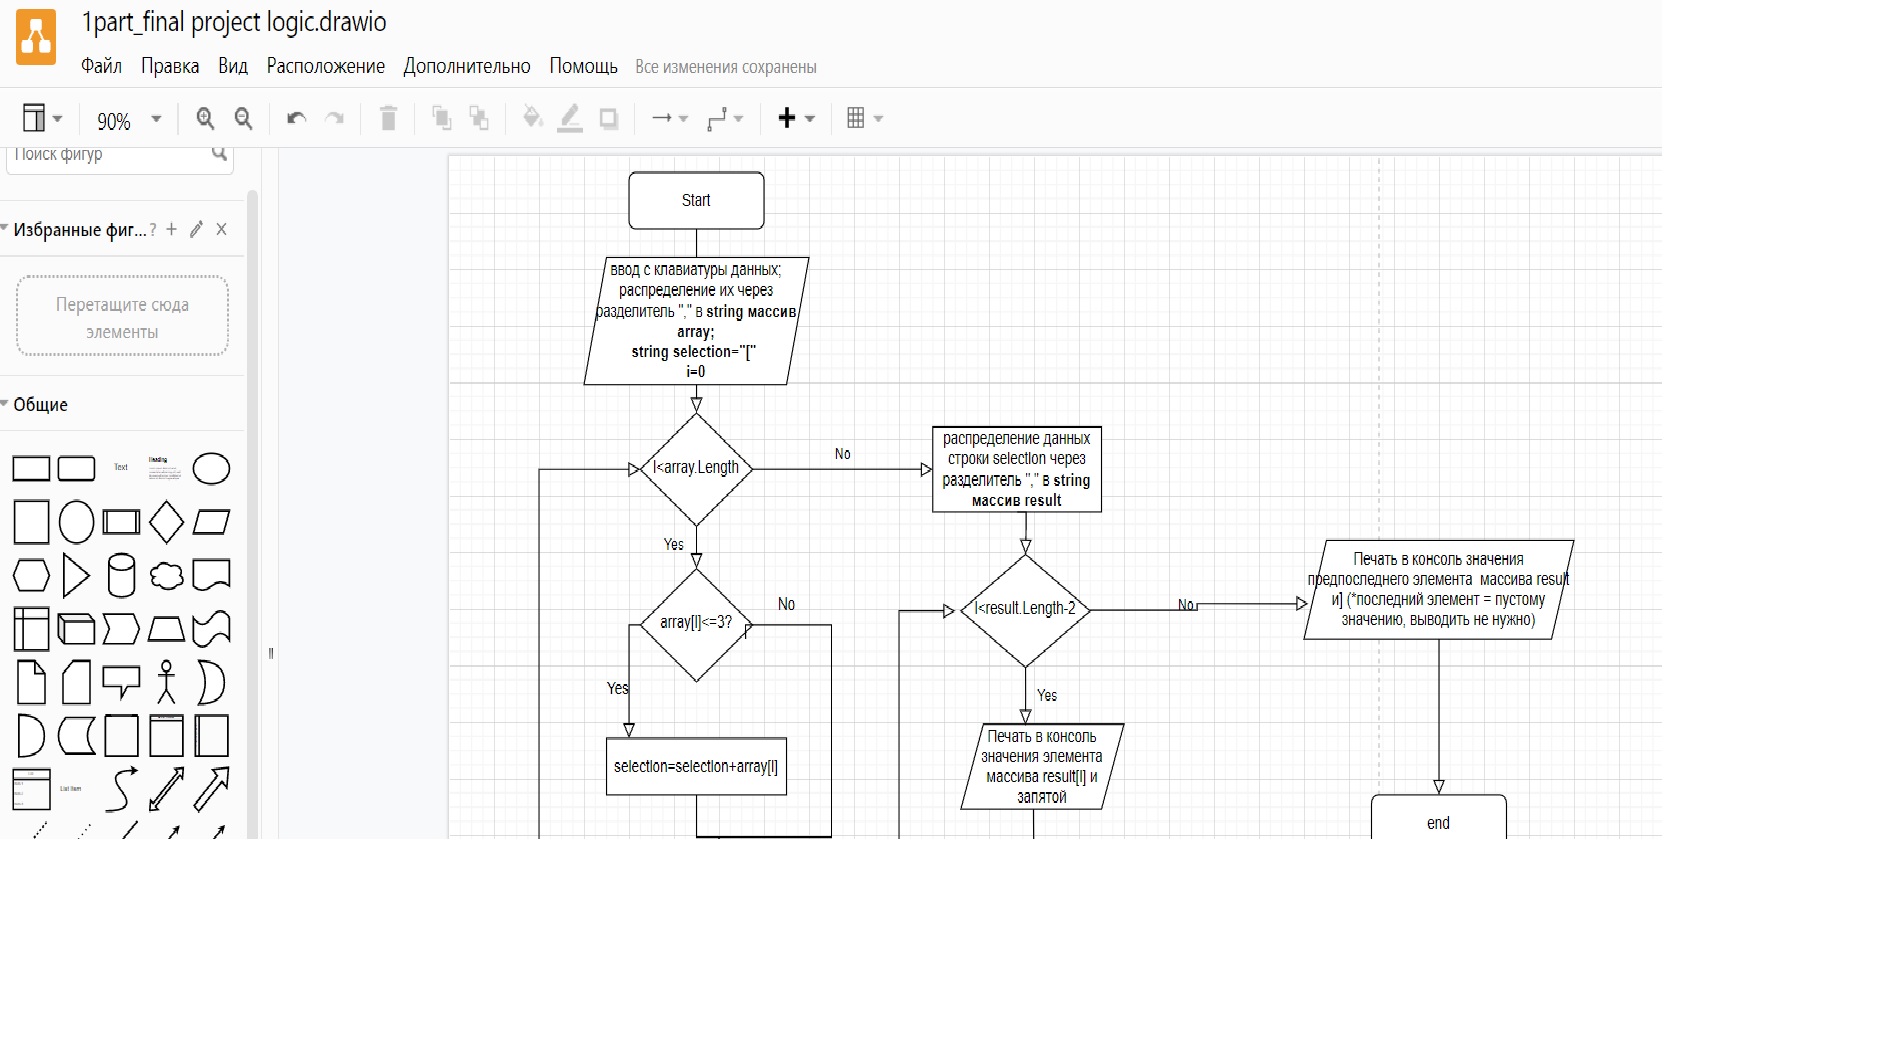 1part_final project logic.drawio
Файл Правка Вид Расположение Дополнительно Помощь Все изменения сохранены
90%
Поиск фигур
Избранные фиг... ?
Перетащите сюда
элементы
Общие
Text
Heading
List Item
Start
ввод с клавиатуры данных;
распределение их через
разделитель "," в string массив
array;
string selection="["
i=0
I<array.Length
No
Yes
array[I]<=3?
No
Yes
selection=selection+array[I]
распределение данных
строки selection через
разделитель "," в string
массив result
I<result.Length-2
No
Yes
Печать в консоль
значения элемента
массива result[I] и
запятой
Печать в консоль значения
предпоследнего элемента массива result
и] (*последний элемент = пустому
значению, выводить не нужно)
end